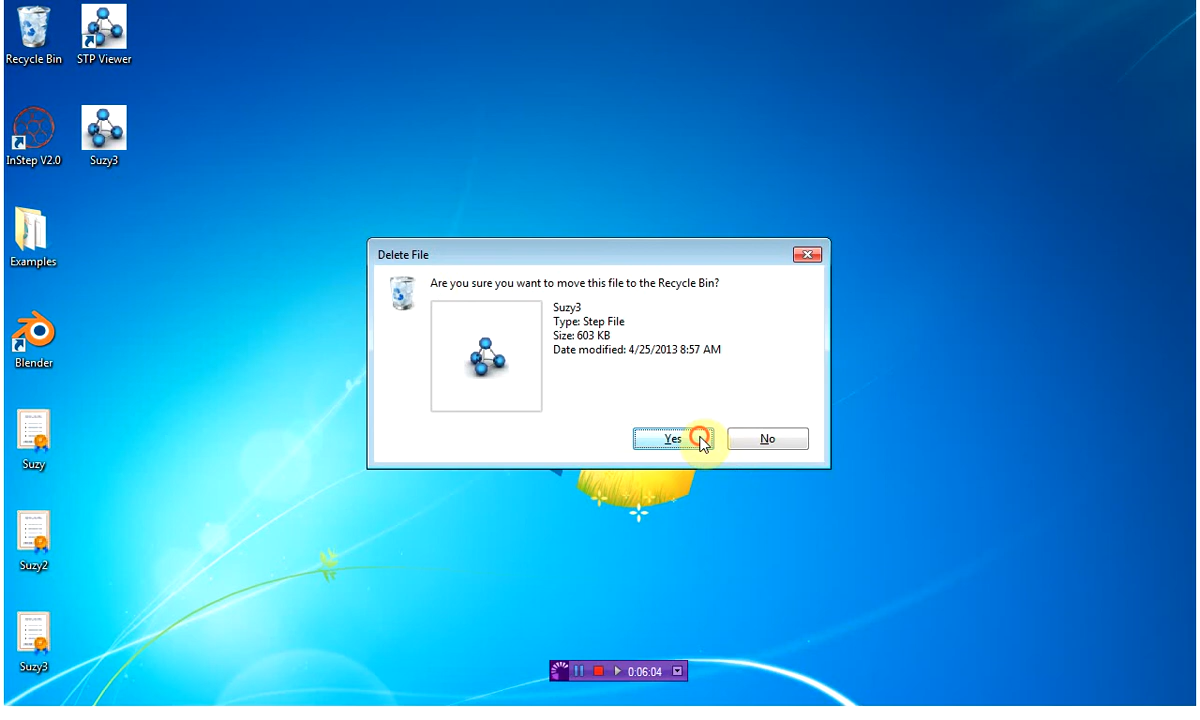 Recycle Bin
STP Viewer
InStep V2.0
Suzy3
Examples
Blender
Suzy
Suzy2
Suzy3
Delete File
Are you sure you want to move this file to the Recycle Bin?
Suzy3
Type: Step File
Size: 603 KB
Date modified: 4/25/2013 8:57 AM
Yes
No
0:06:04